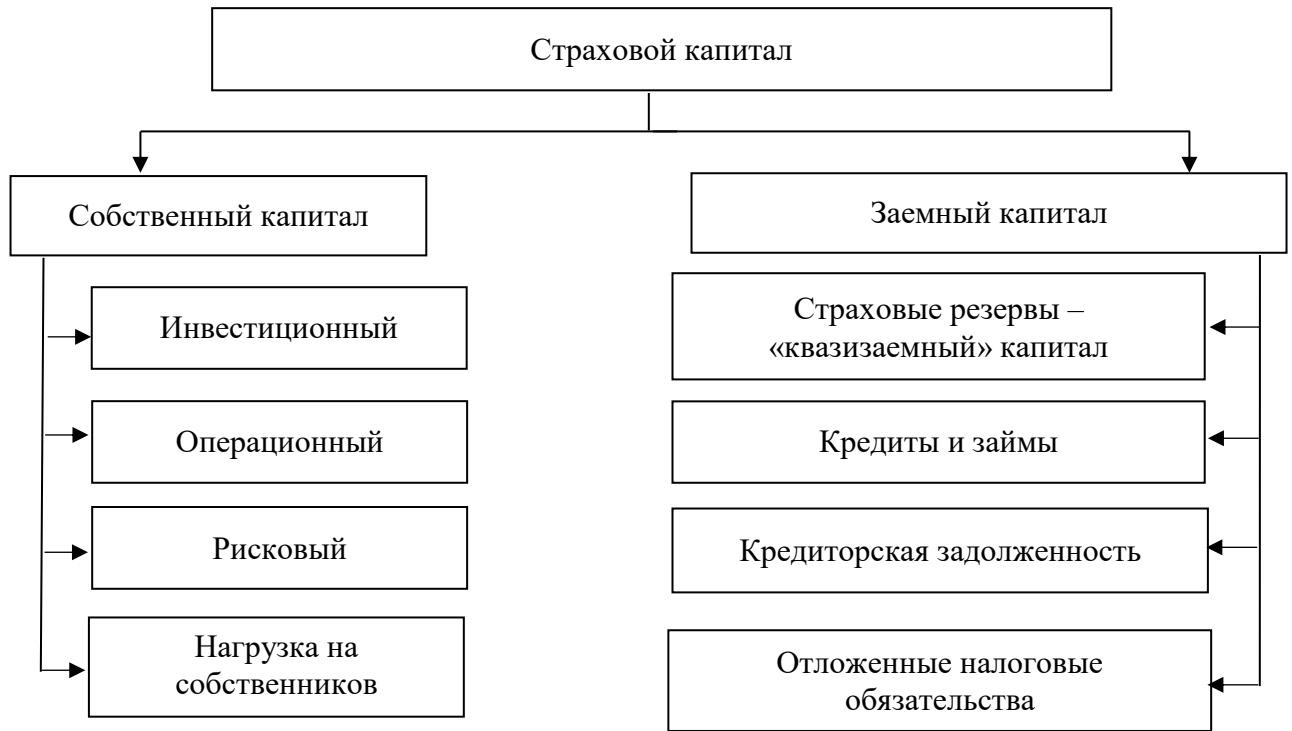 Страховой капитал
Собственный капитал
Заемный капитал
Инвестиционный
Страховые резервы –
«квазизаемный» капитал
Операционный
Кредиты и займы
Рисковый
Кредиторская задолженность
Нагрузка на
собственников
Отложенные налоговые
обязательства